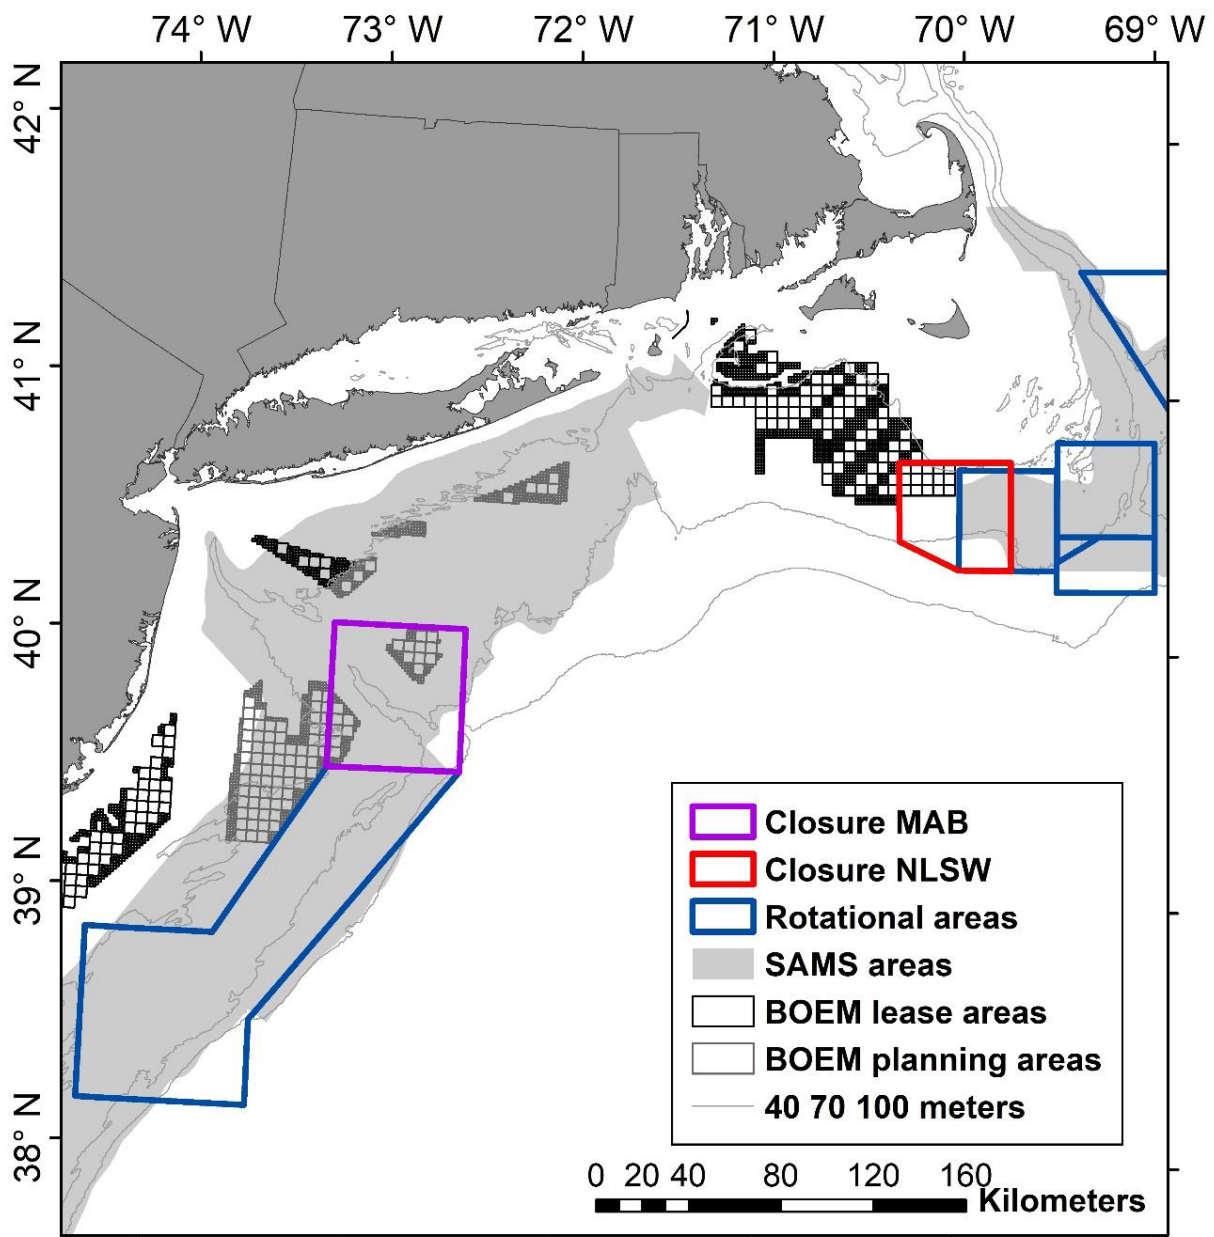 74° W 73° W 72° W 71° W 70° W 69° W
42° N
41° N
40° N
39° N
38° N
Closure MAB
Closure NLSW
Rotational areas
SAMS areas
BOEM lease areas
BOEM planning areas
40 70 100 meters
0 20 40 80 120 160
Kilometers